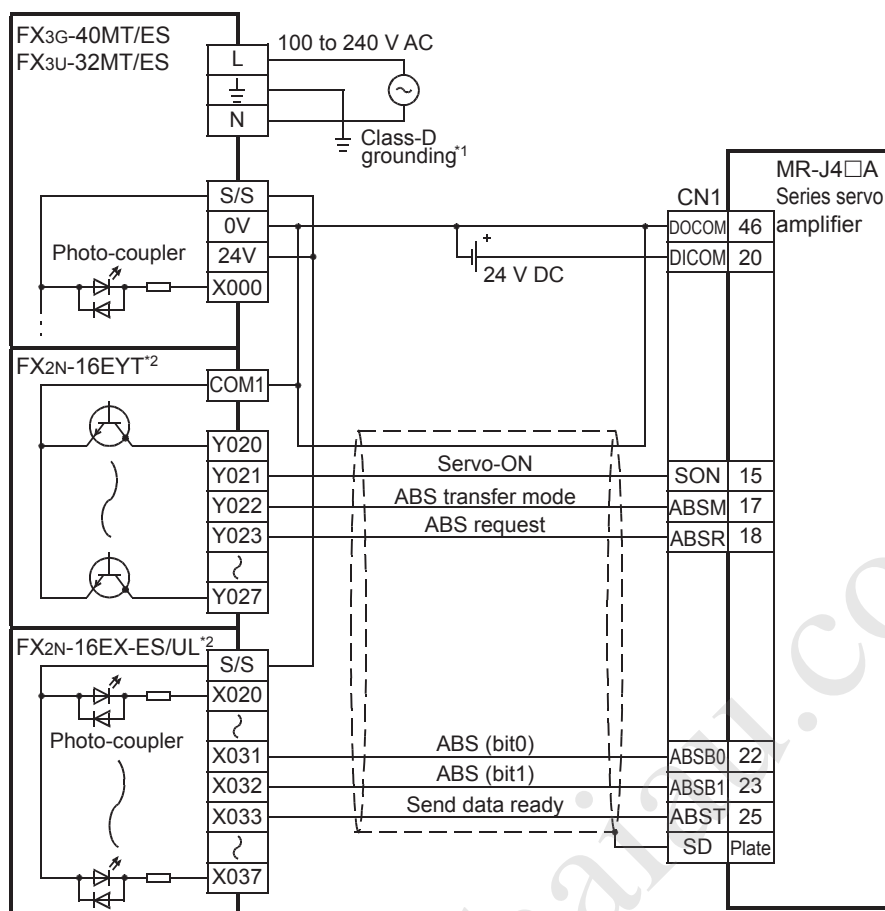 FX3G-40MT/ES
FX3U-32MT/ES
L
N
100 to 240 V AC
Class-D
grounding*1
S/S
0V
24V
X000
Photo-coupler
24 V DC
CN1
MR-J4□A
Series servo
amplifier
DOCOM 46
DICOM 20
FX2N-16EYT*2
COM1
Y020
Y021
Y022
Y023
Y027
Servo-ON
ABS transfer mode
ABS request
SON 15
ABSM 17
ABSR 18
FX2N-16EX-ES/UL*2
S/S
X020
X031
X032
X033
X037
Photo-coupler
ABS (bit0)
ABS (bit1)
Send data ready
ABSB0 22
ABSB1 23
ABST 25
SD Plate